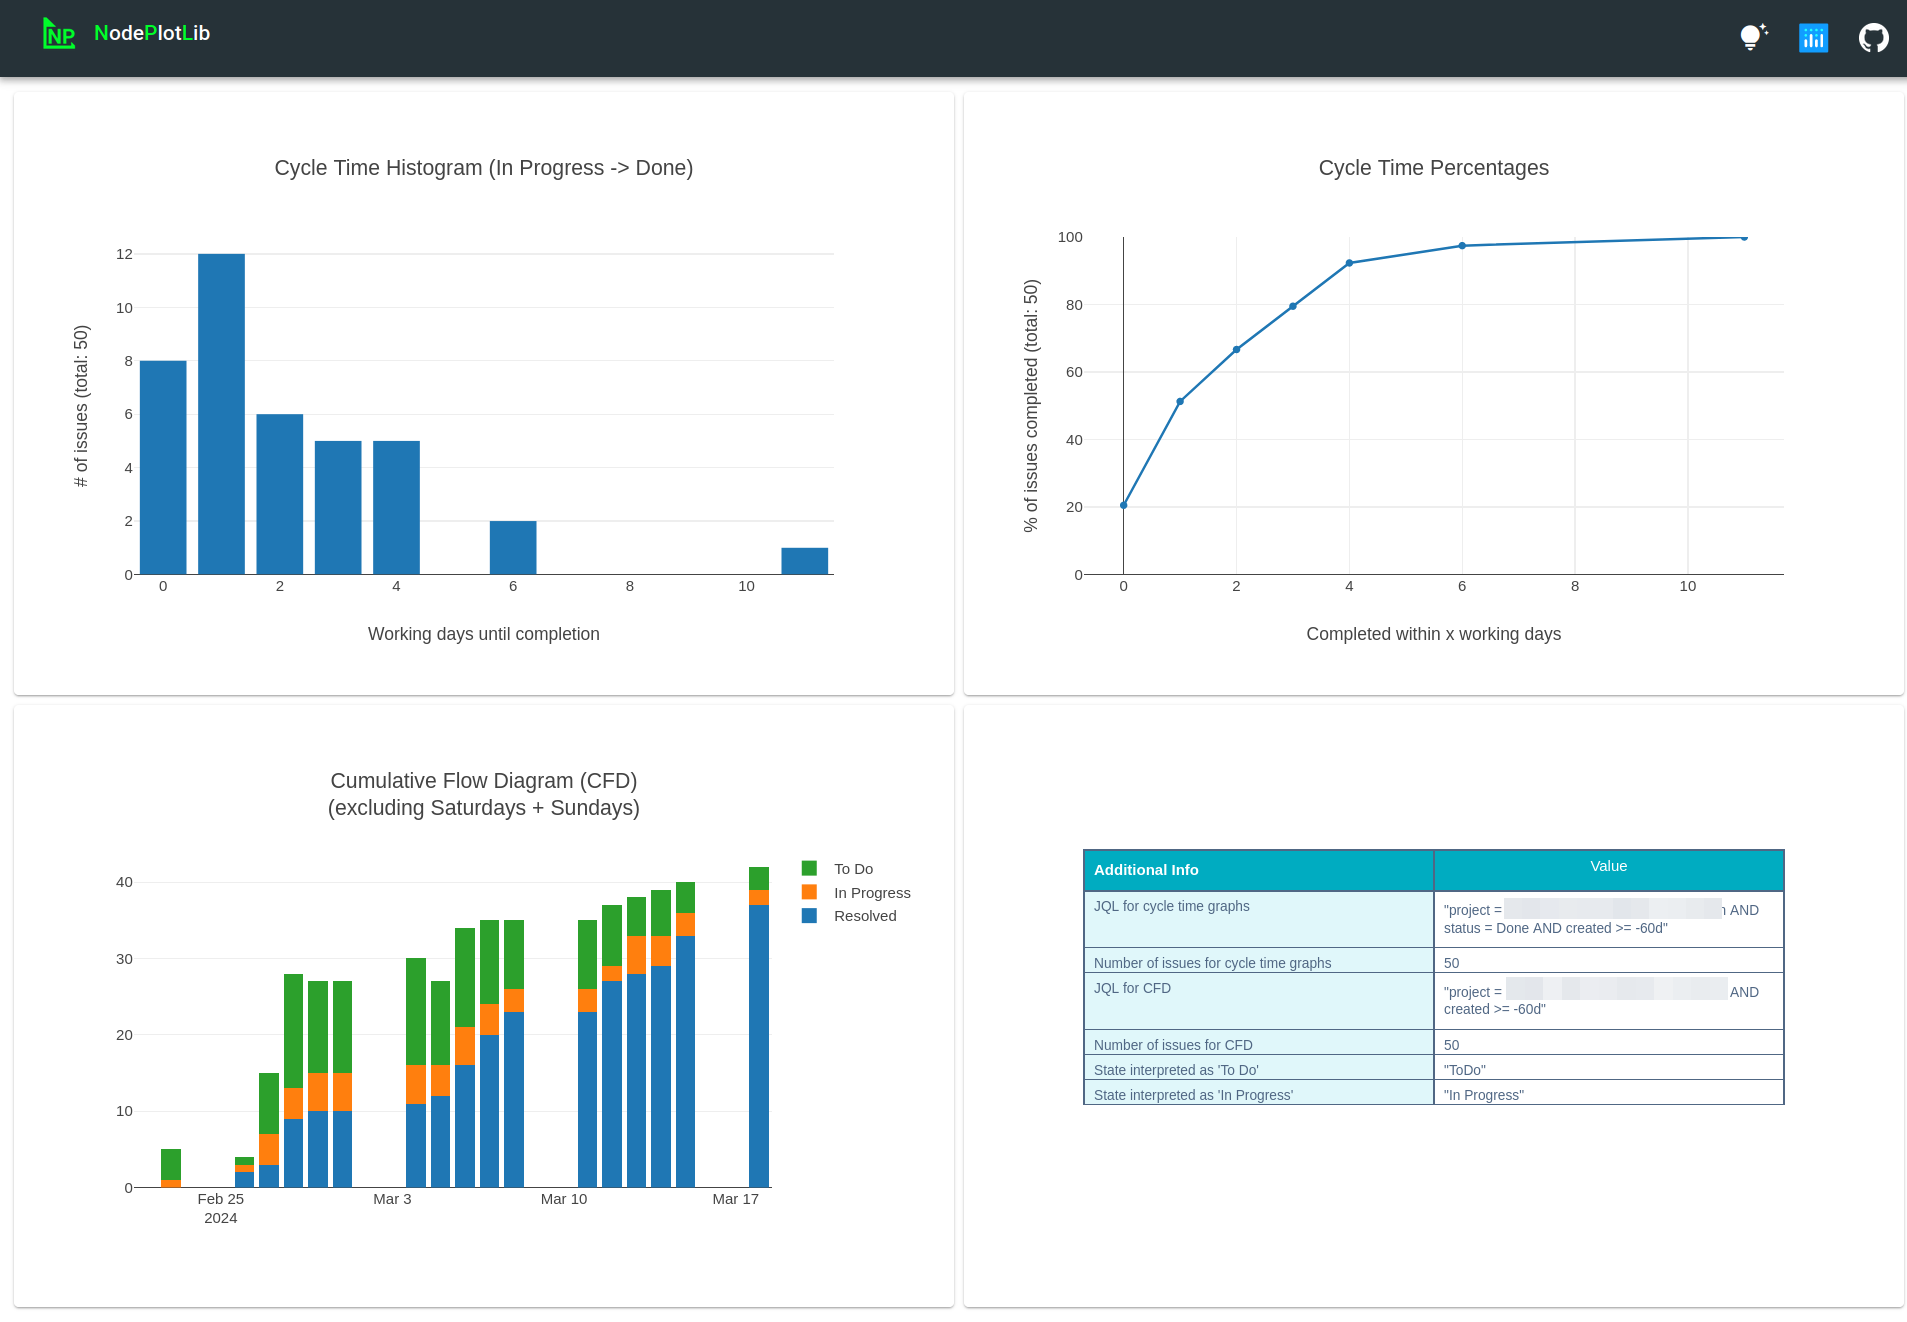 NP NodePlotLib
Cycle Time Histogram (In Progress -> Done)
# of issues (total: 50)
12
10
8
6
4
2
0
0 2 4 6 8 10
Working days until completion
Cycle Time Percentages
% of issues completed (total: 50)
100
80
60
40
20
0
0 2 4 6 8 10
Completed within x working days
Cumulative Flow Diagram (CFD)
(excluding Saturdays + Sundays)
To Do
In Progress
Resolved
40
30
20
10
0
Feb 25 Mar 3 Mar 10 Mar 17
2024
Additional Info Value
JQL for cycle time graphs "project = AND
status = Done AND created >= -60d"
Number of issues for cycle time graphs 50
JQL for CFD "project = AND
created >= -60d"
Number of issues for CFD 50
State interpreted as 'To Do' "ToDo"
State interpreted as 'In Progress' "In Progress"